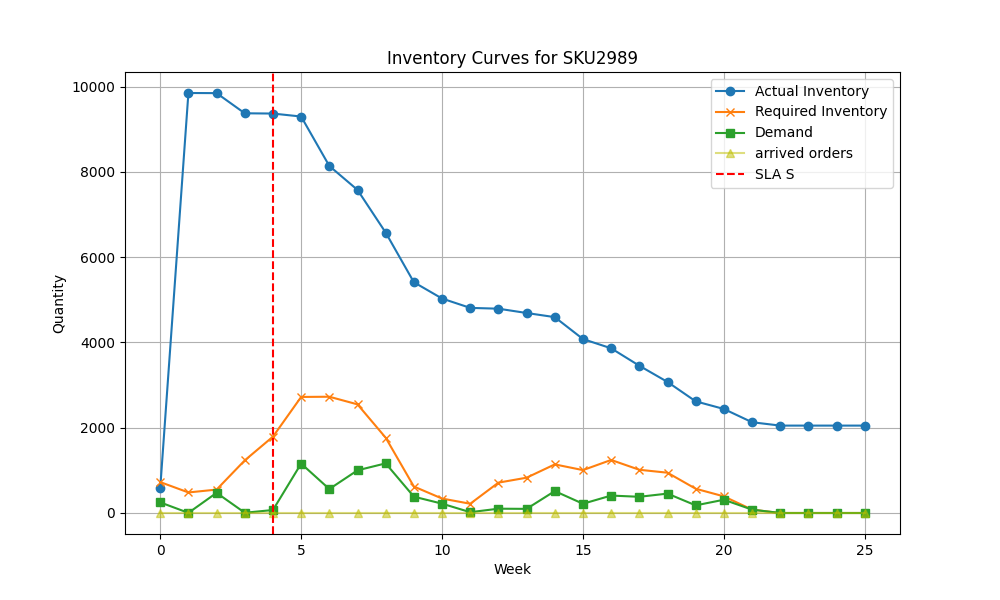 Inventory Curves for SKU2989
Actual Inventory
Required Inventory
Demand
arrived orders
SLA S
Quantity
10000
8000
6000
4000
2000
0
0 5 10 15 20 25
Week